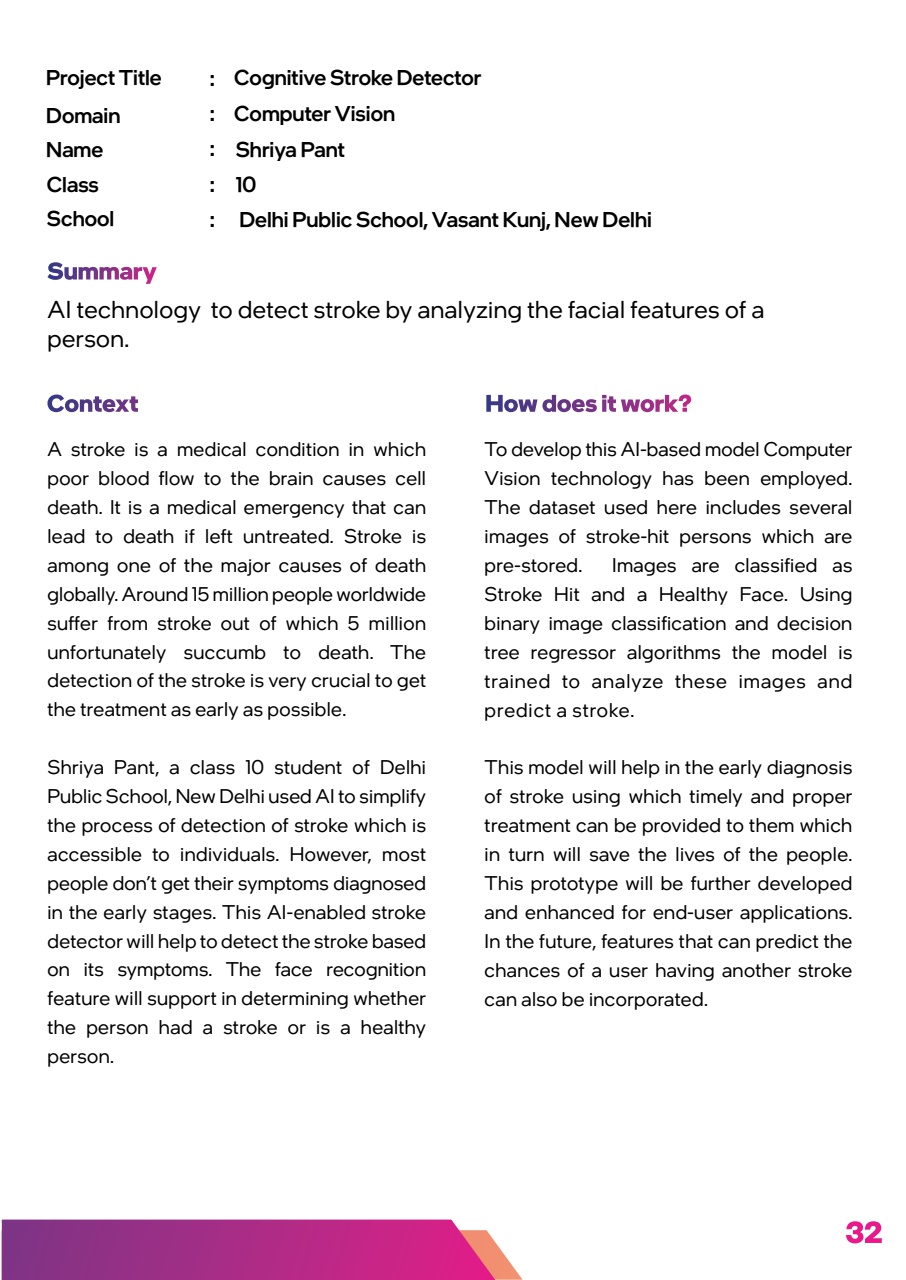 Project Title : Cognitive Stroke Detector
Domain : Computer Vision
Name : Shriya Pant
Class : 10
School : Delhi Public School, Vasant Kunj, New Delhi
Summary
AI technology to detect stroke by analyzing the facial features of a
person.
Context
A stroke is a medical condition in which
poor blood flow to the brain causes cell
death. It is a medical emergency that can
lead to death if left untreated. Stroke is
among one of the major causes of death
globally. Around 15 million people worldwide
suffer from stroke out of which 5 million
unfortunately succumb to death. The
detection of the stroke is very crucial to get
the treatment as early as possible.
Shriya Pant, a class 10 student of Delhi
Public School, New Delhi used AI to simplify
the process of detection of stroke which is
accessible to individuals. However, most
people don’t get their symptoms diagnosed
in the early stages. This AI-enabled stroke
detector will help to detect the stroke based
on its symptoms. The face recognition
feature will support in determining whether
the person had a stroke or is a healthy
person.
How does it work?
To develop this AI-based model Computer
Vision technology has been employed.
The dataset used here includes several
images of stroke-hit persons which are
pre-stored. Images are classified as
Stroke Hit and a Healthy Face. Using
binary image classification and decision
tree regressor algorithms the model is
trained to analyze these images and
predict a stroke.
This model will help in the early diagnosis
of stroke using which timely and proper
treatment can be provided to them which
in turn will save the lives of the people.
This prototype will be further developed
and enhanced for end-user applications.
In the future, features that can predict the
chances of a user having another stroke
can also be incorporated.
32